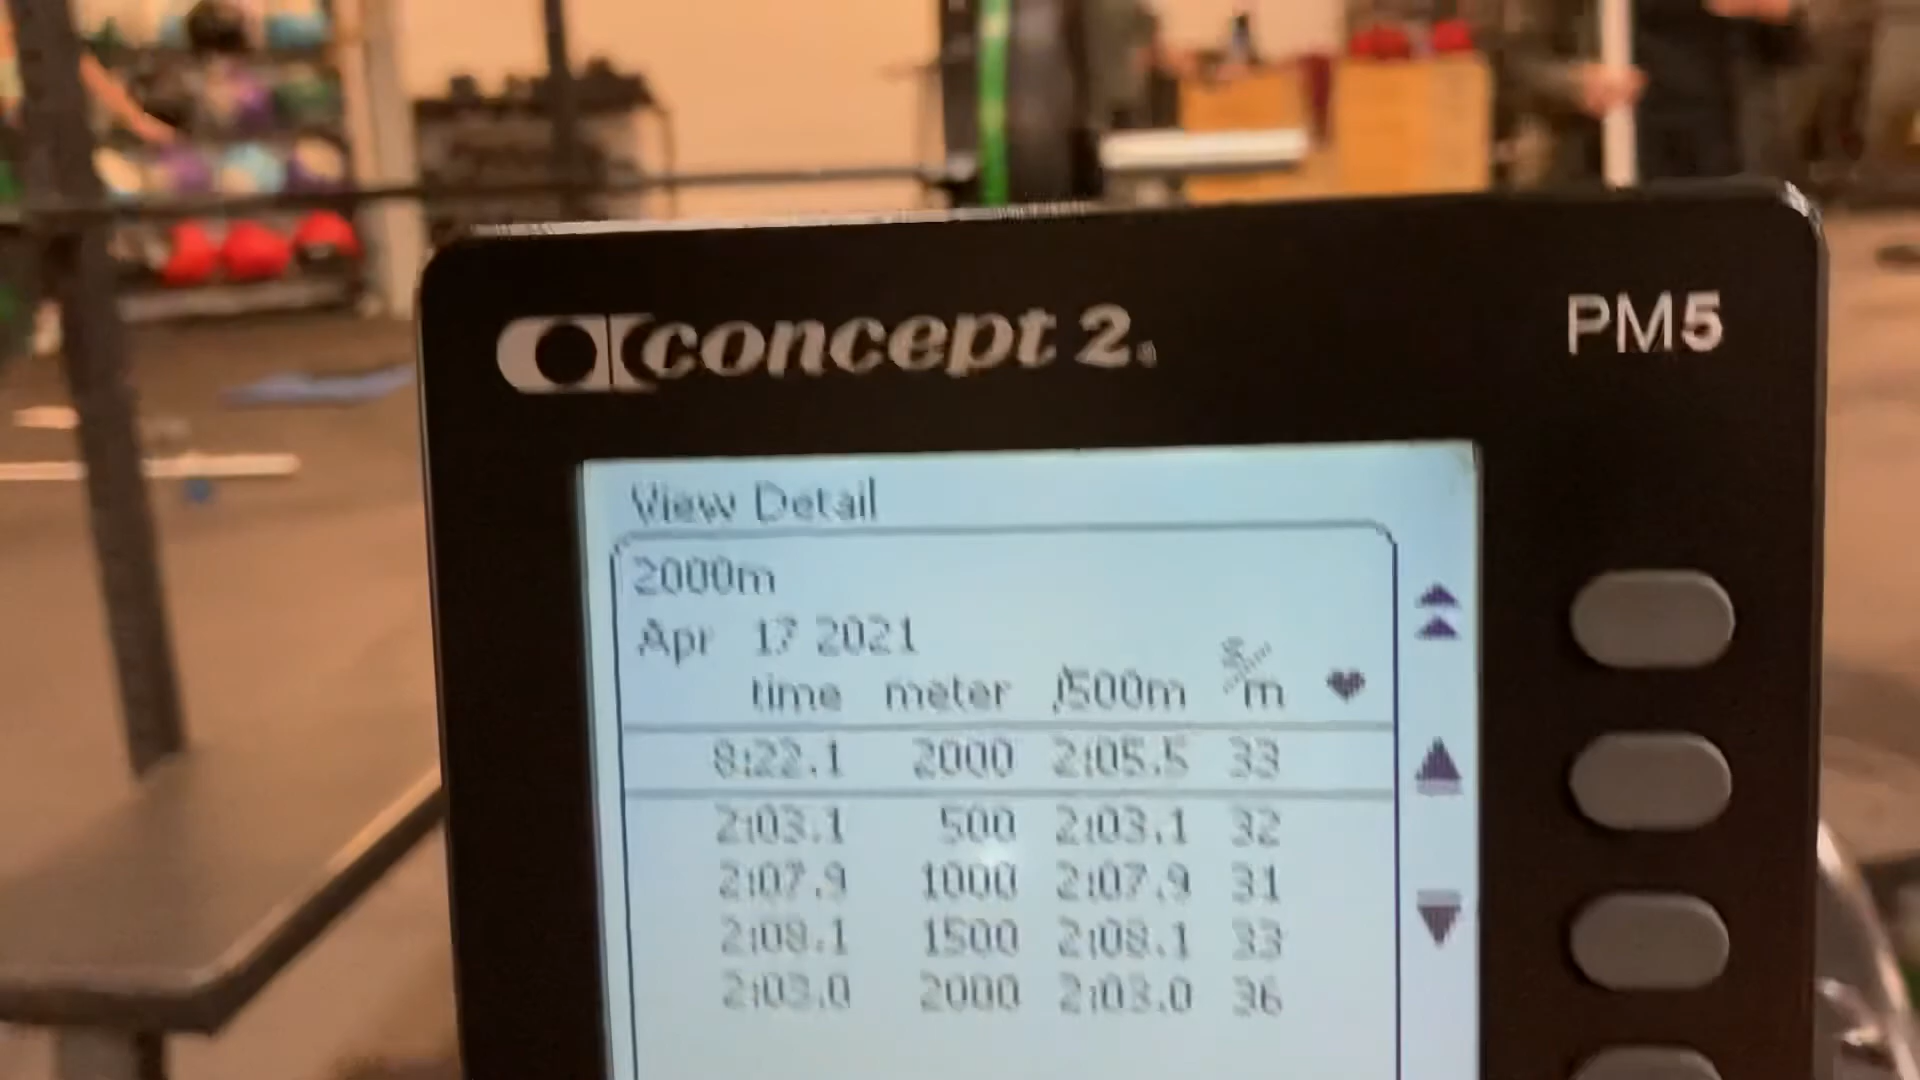 concept 2
PM5
View Detail
2000m
Apr 17 2021
time meter /500m s/m ♥
8:22.1 2000 2:05.5 33
2:03.1 500 2:03.1 32
2:07.9 1000 2:07.9 31
2:08.1 1500 2:08.1 33
2:03.0 2000 2:03.0 36